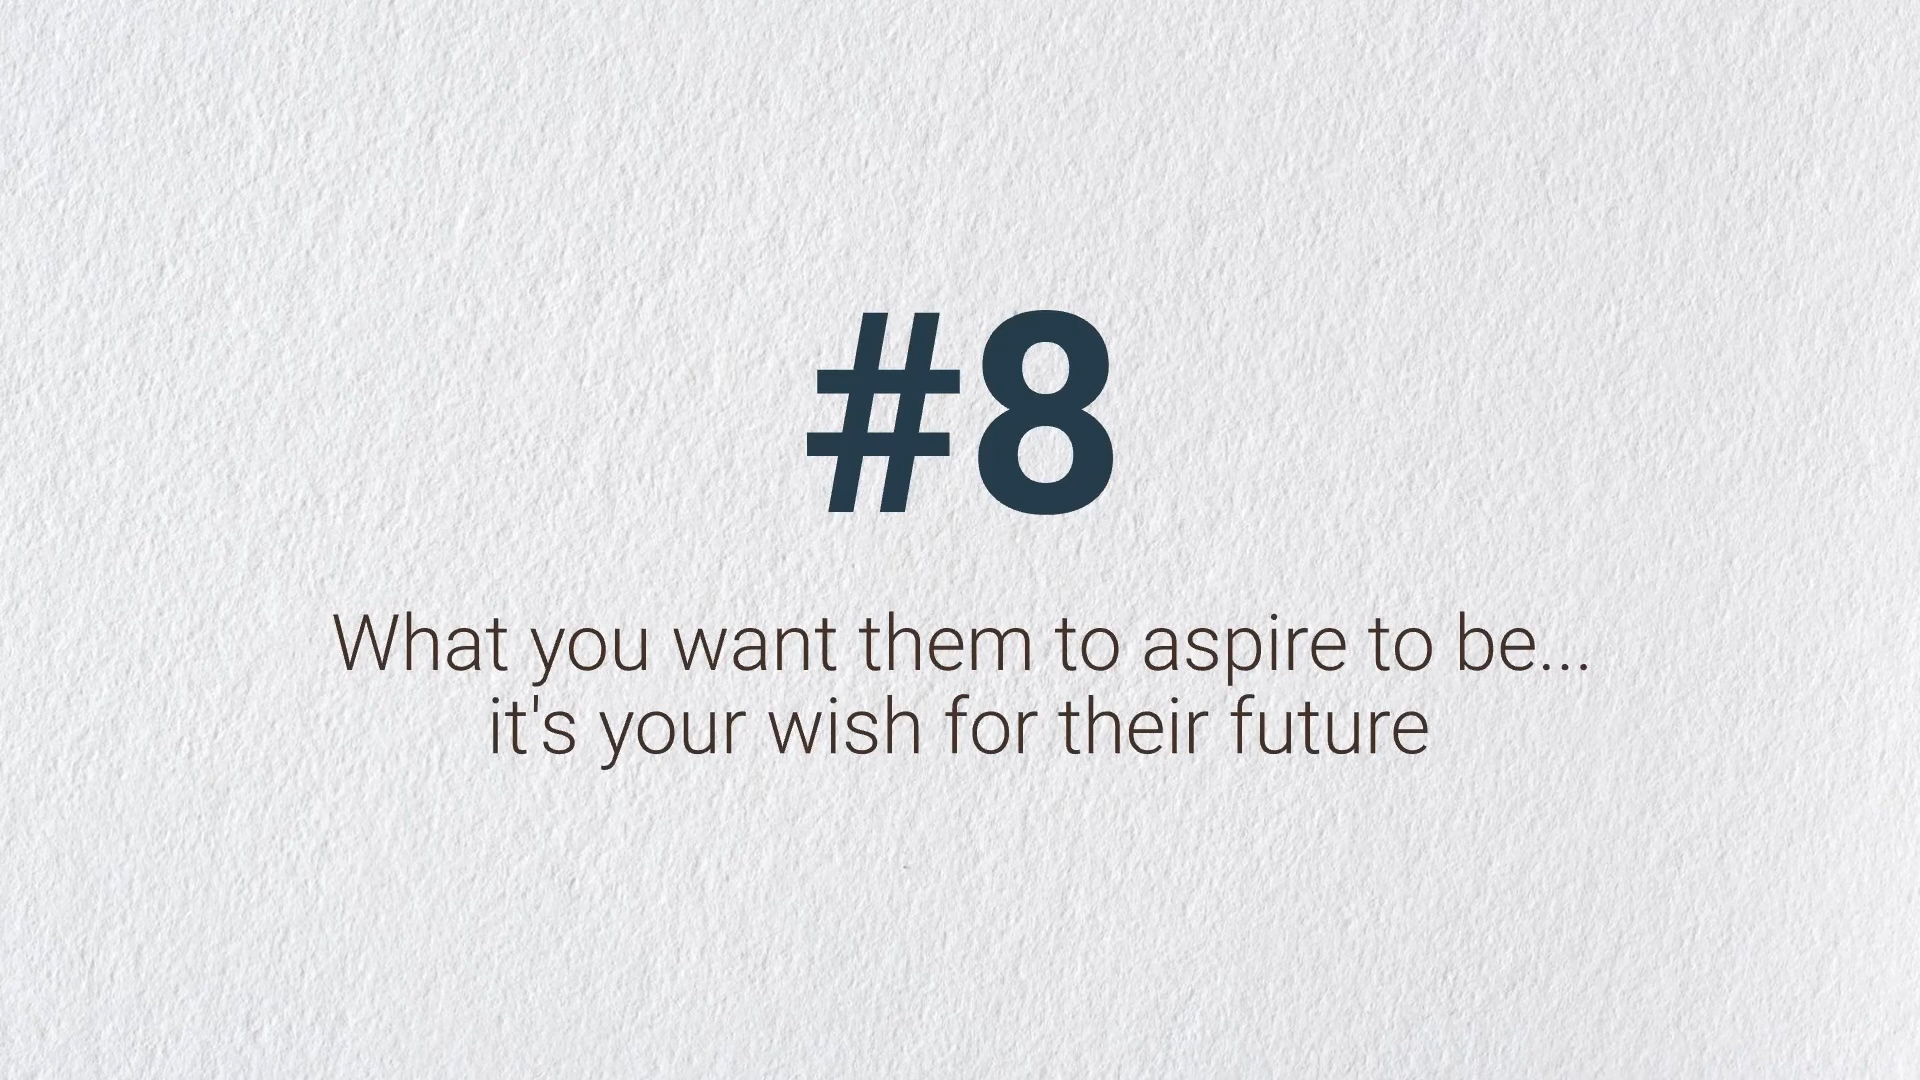 #8
What you want them to aspire to be...
it's your wish for their future